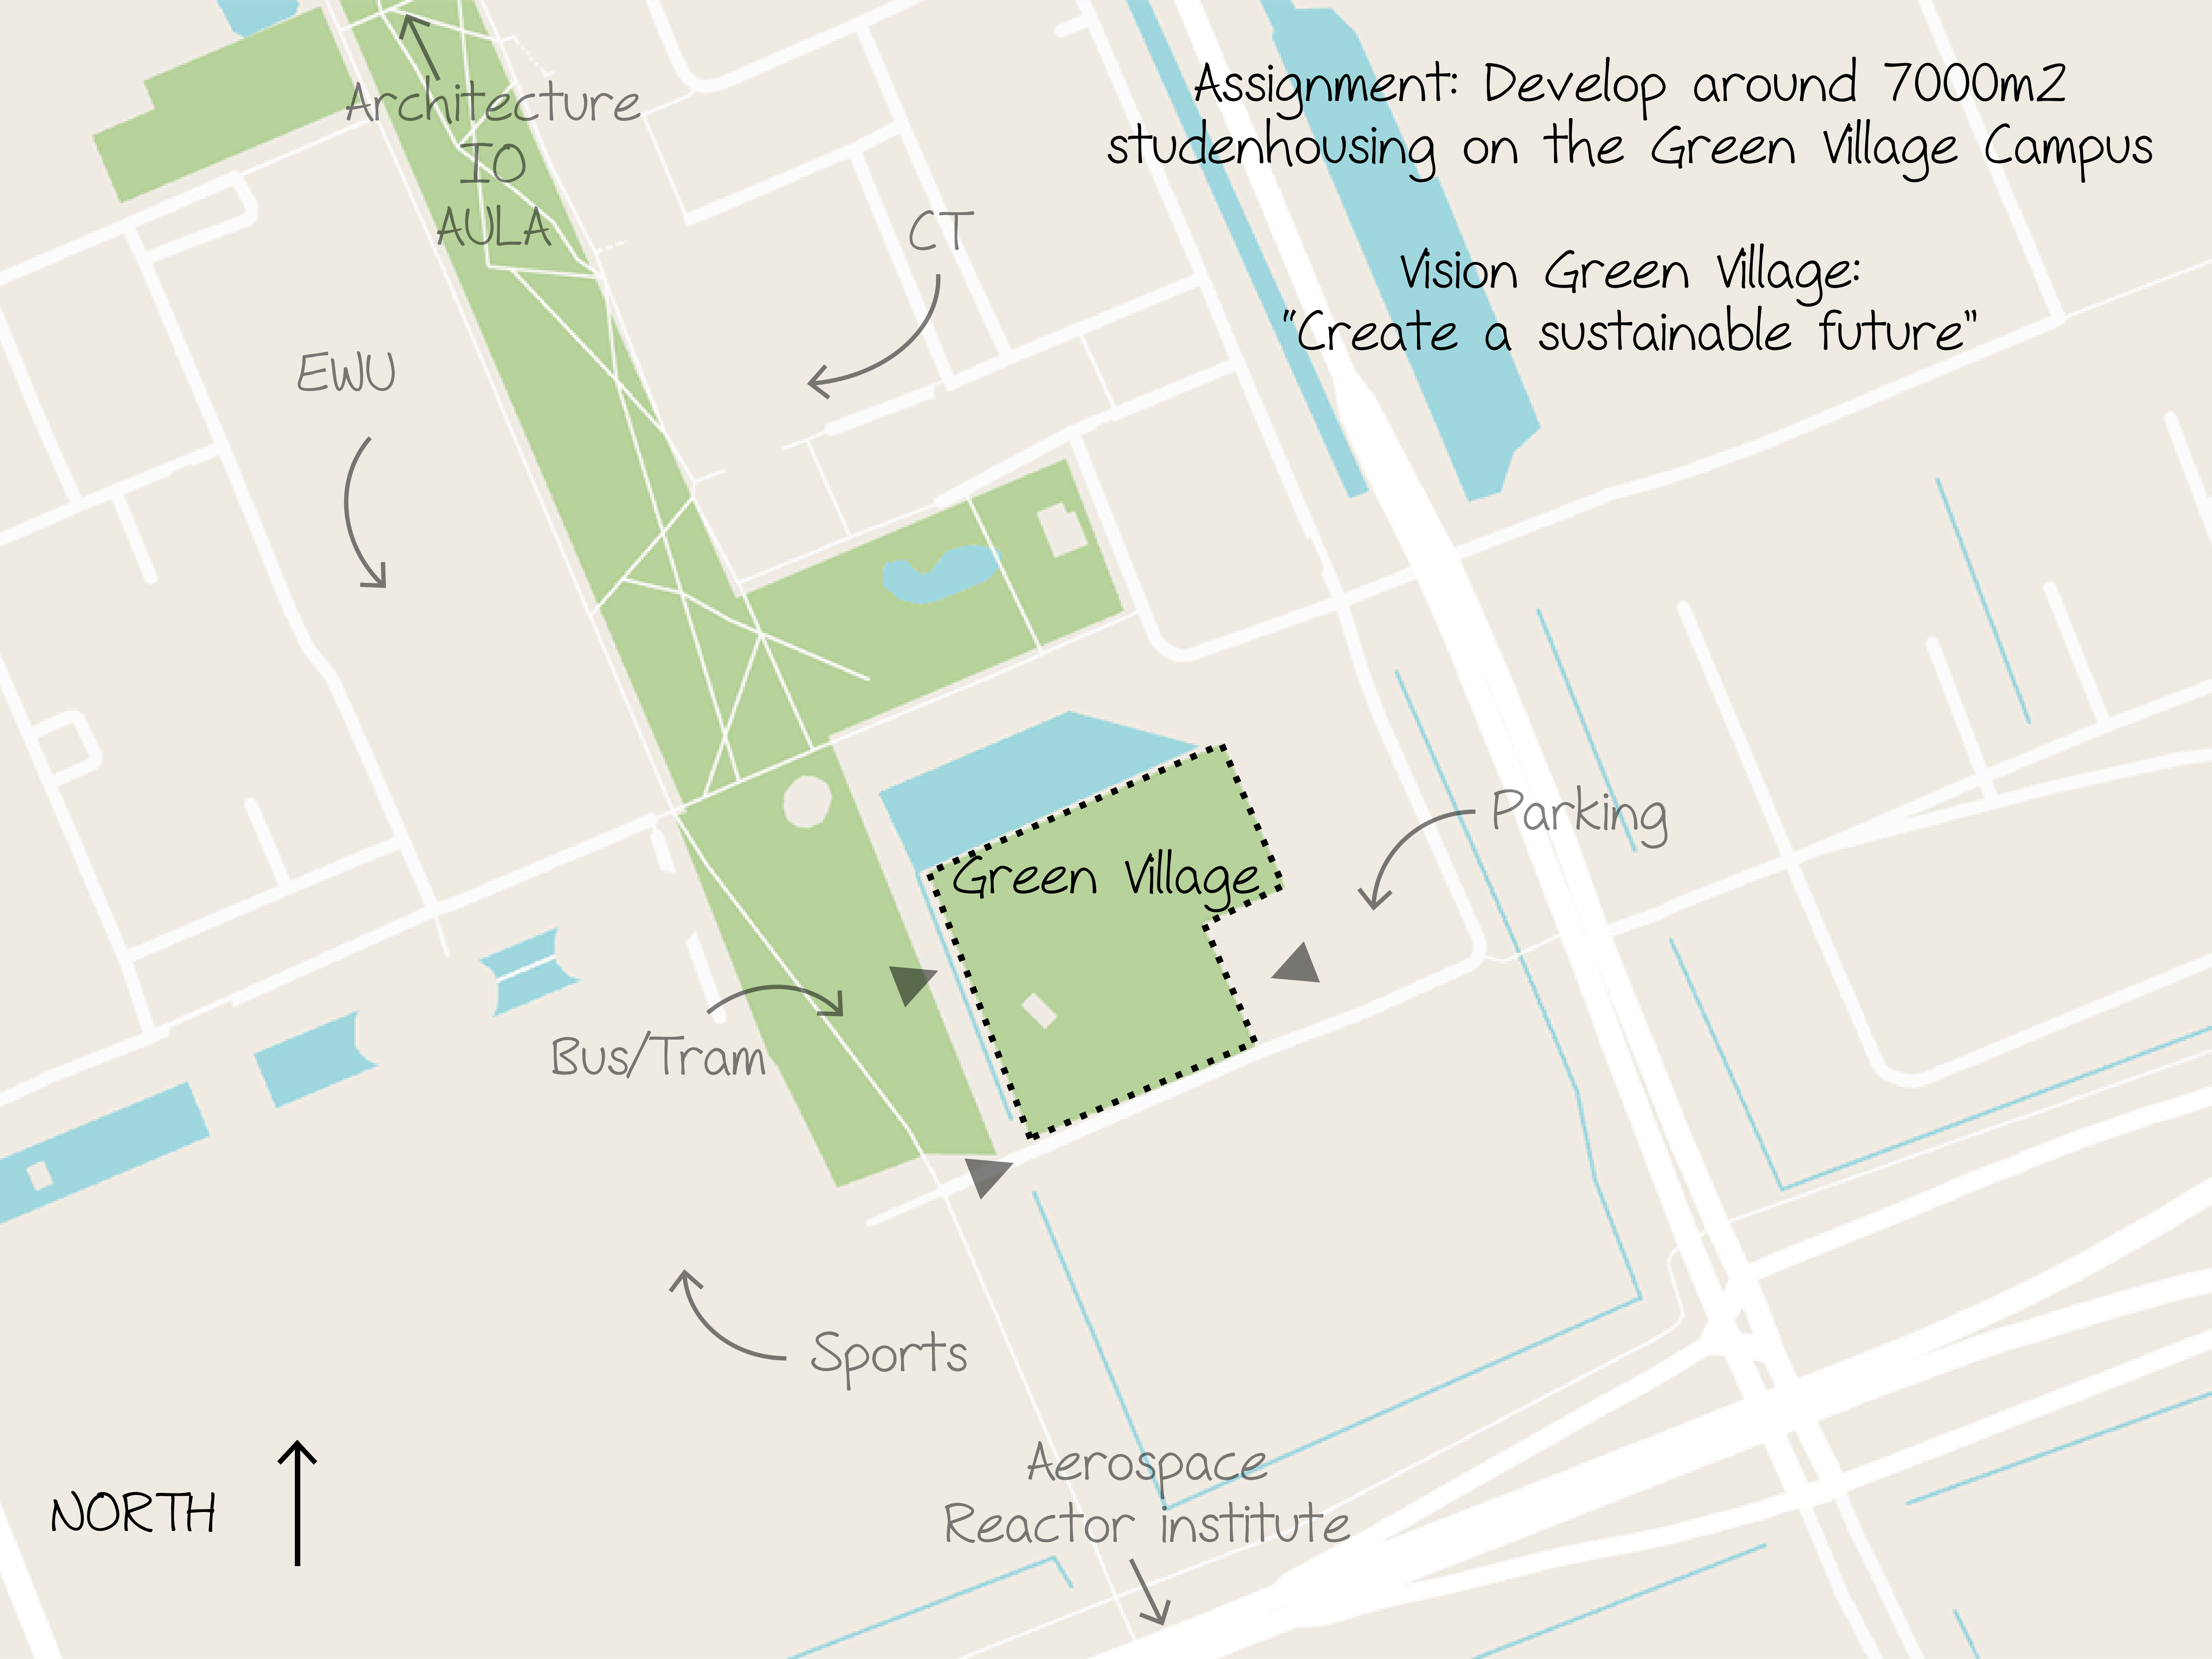 Assignment: Develop around 7000m2
studenhousing on the Green Village Campus
Vision Green Village:
"Create a sustainable future"
Architecture
IO
AULA
CT
EWU
Parking
Green Village
Bus/Tram
Sports
Aerospace
Reactor institute
NORTH